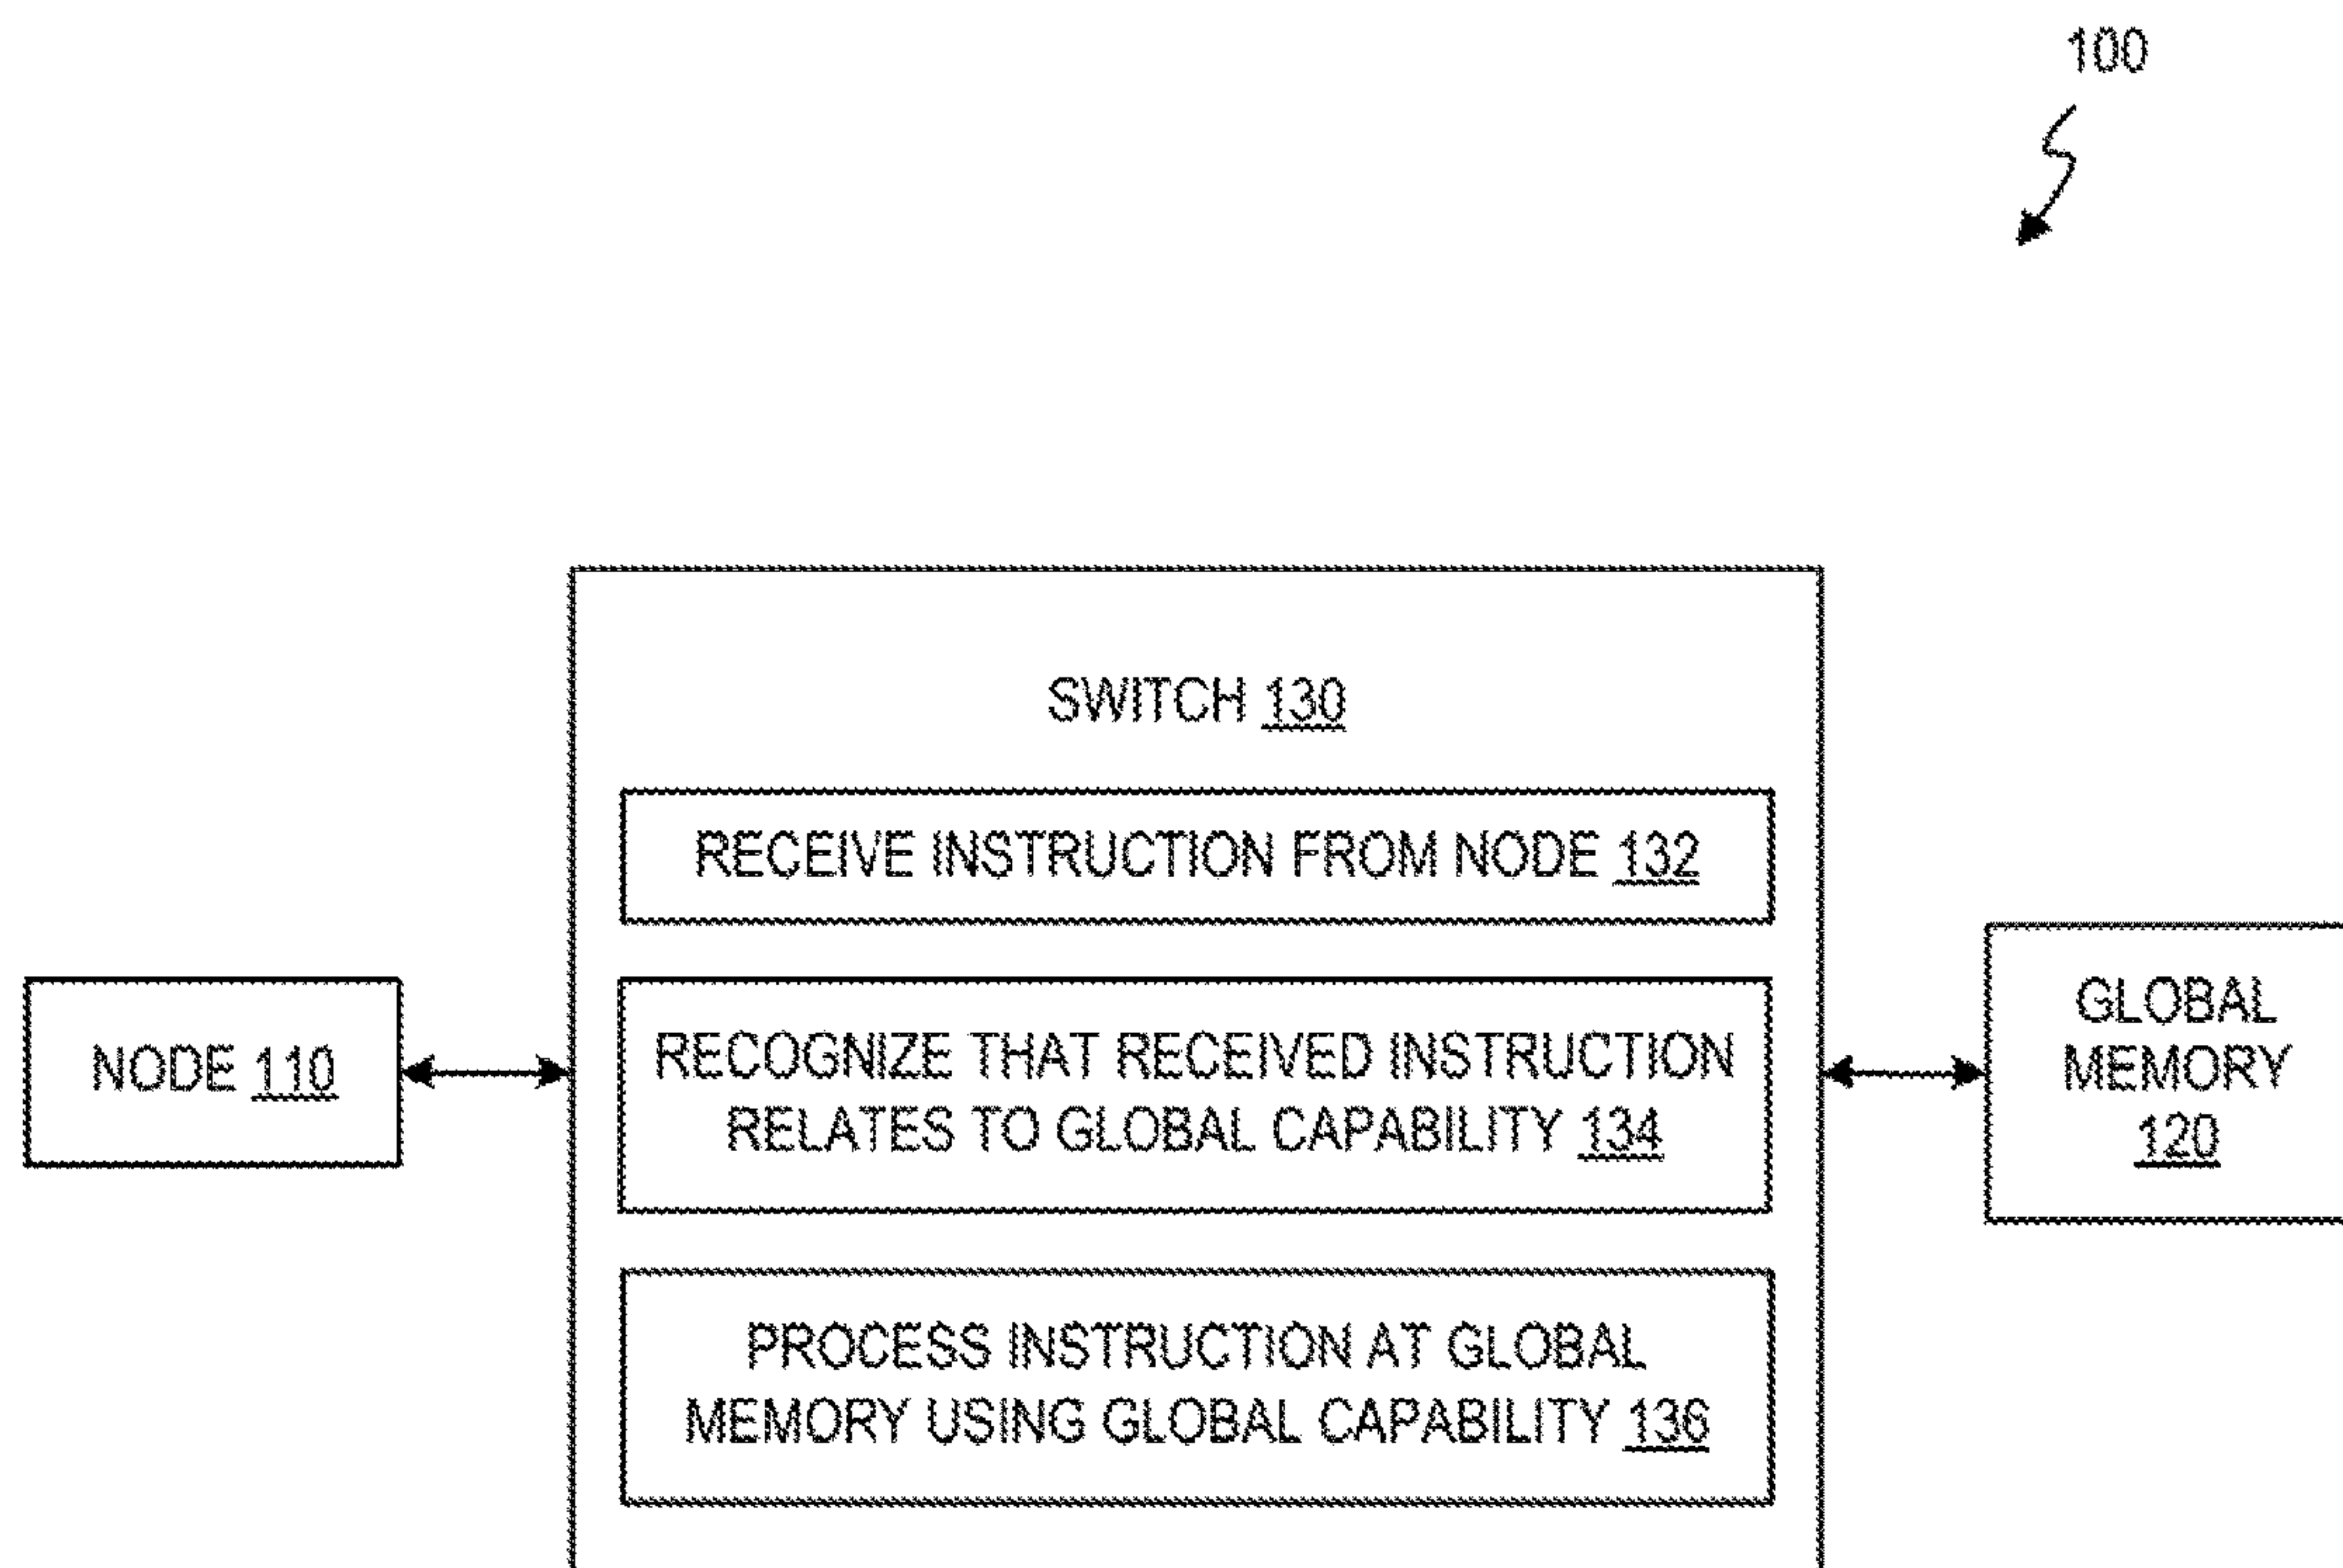 100
SWITCH 130
RECEIVE INSTRUCTION FROM NODE 132
NODE 110
RECOGNIZE THAT RECEIVED INSTRUCTION
RELATES TO GLOBAL CAPABILITY 134
GLOBAL
MEMORY
120
PROCESS INSTRUCTION AT GLOBAL
MEMORY USING GLOBAL CAPABILITY 136